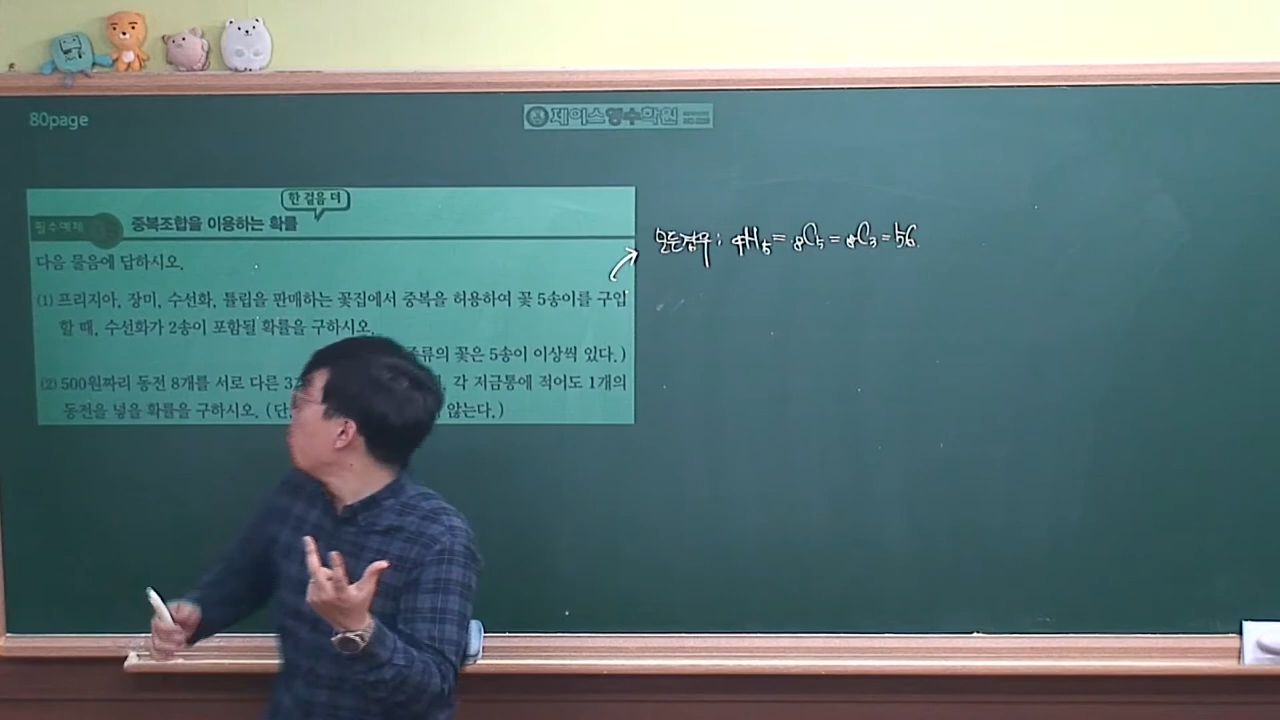 80page
제이스영수학원
한 걸음 더
필수예제
중복조합을 이용하는 확률
다음 물음에 답하시오.
(1) 프리지아, 장미, 수선화, 튤립을 판매하는 꽃집에서 중복을 허용하여 꽃 5송이를 구입
할 때, 수선화가 2송이 포함될 확률을 구하시오.
종류의 꽃은 5송이 이상씩 있다.)
(2) 500원짜리 동전 8개를 서로 다른 3 각 저금통에 적어도 1개의
동전을 넣을 확률을 구하시오. (단, 않는다.)
모든경우 : ₄H₅ = ₈C₅ = ₈C₃ = 56